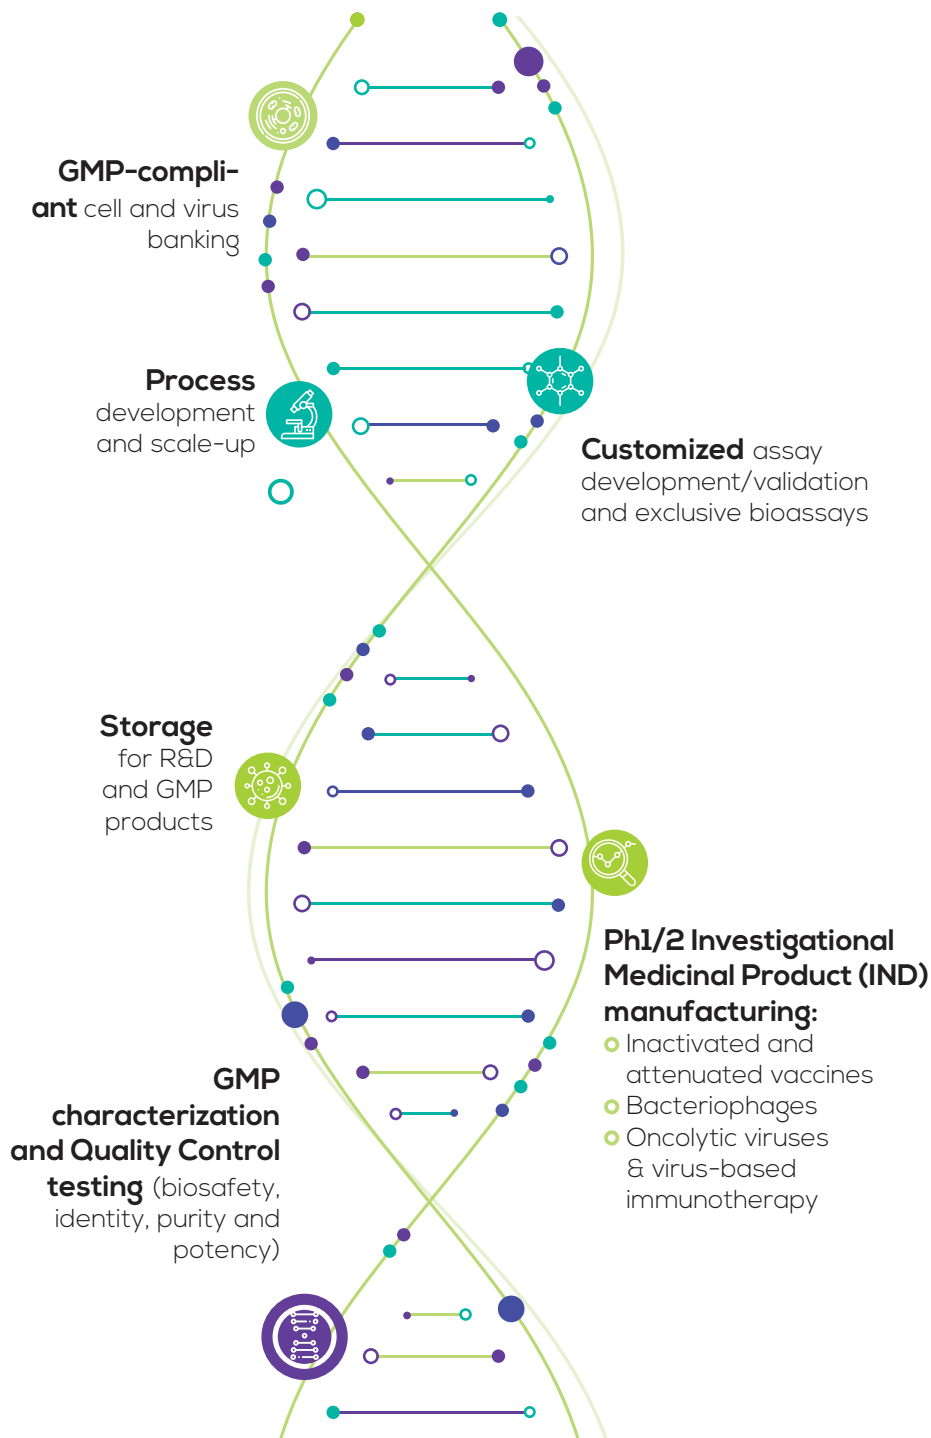 GMP-compli-
ant cell and virus
banking
Process
development
and scale-up
Customized assay
development/validation
and exclusive bioassays
Storage
for R&D
and GMP
products
Ph1/2 Investigational
Medicinal Product (IND)
manufacturing:
Inactivated and
attenuated vaccines
Bacteriophages
Oncolytic viruses
& virus-based
immunotherapy
GMP
characterization
and Quality Control
testing (biosafety,
identity, purity and
potency)